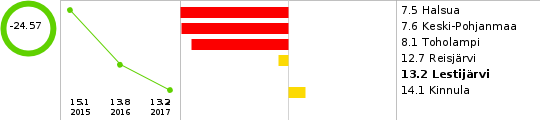 -24.57
15.1 13.8 13.2
2015 2016 2017
7.5 Halsua
7.6 Keski-Pohjanmaa
8.1 Toholampi
12.7 Reisjärvi
13.2 Lestijärvi
14.1 Kinnula